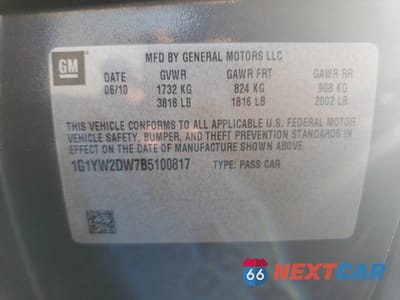 GM
MFD BY GENERAL MOTORS LLC
DATE GVWR GAWR FRT GAWR RR
06/10 1732 KG 824 KG 908 KG
3818 LB 1816 LB 2002 LB
THIS VEHICLE CONFORMS TO ALL APPLICABLE U.S. FEDERAL MOTOR
VEHICLE SAFETY, BUMPER, AND THEFT PREVENTION STANDARDS IN
EFFECT ON THE DATE OF MANUFACTURE SHOWN ABOVE.
1G1YW2DW7B5100817 TYPE: PASS CAR
66 NEXTCAR